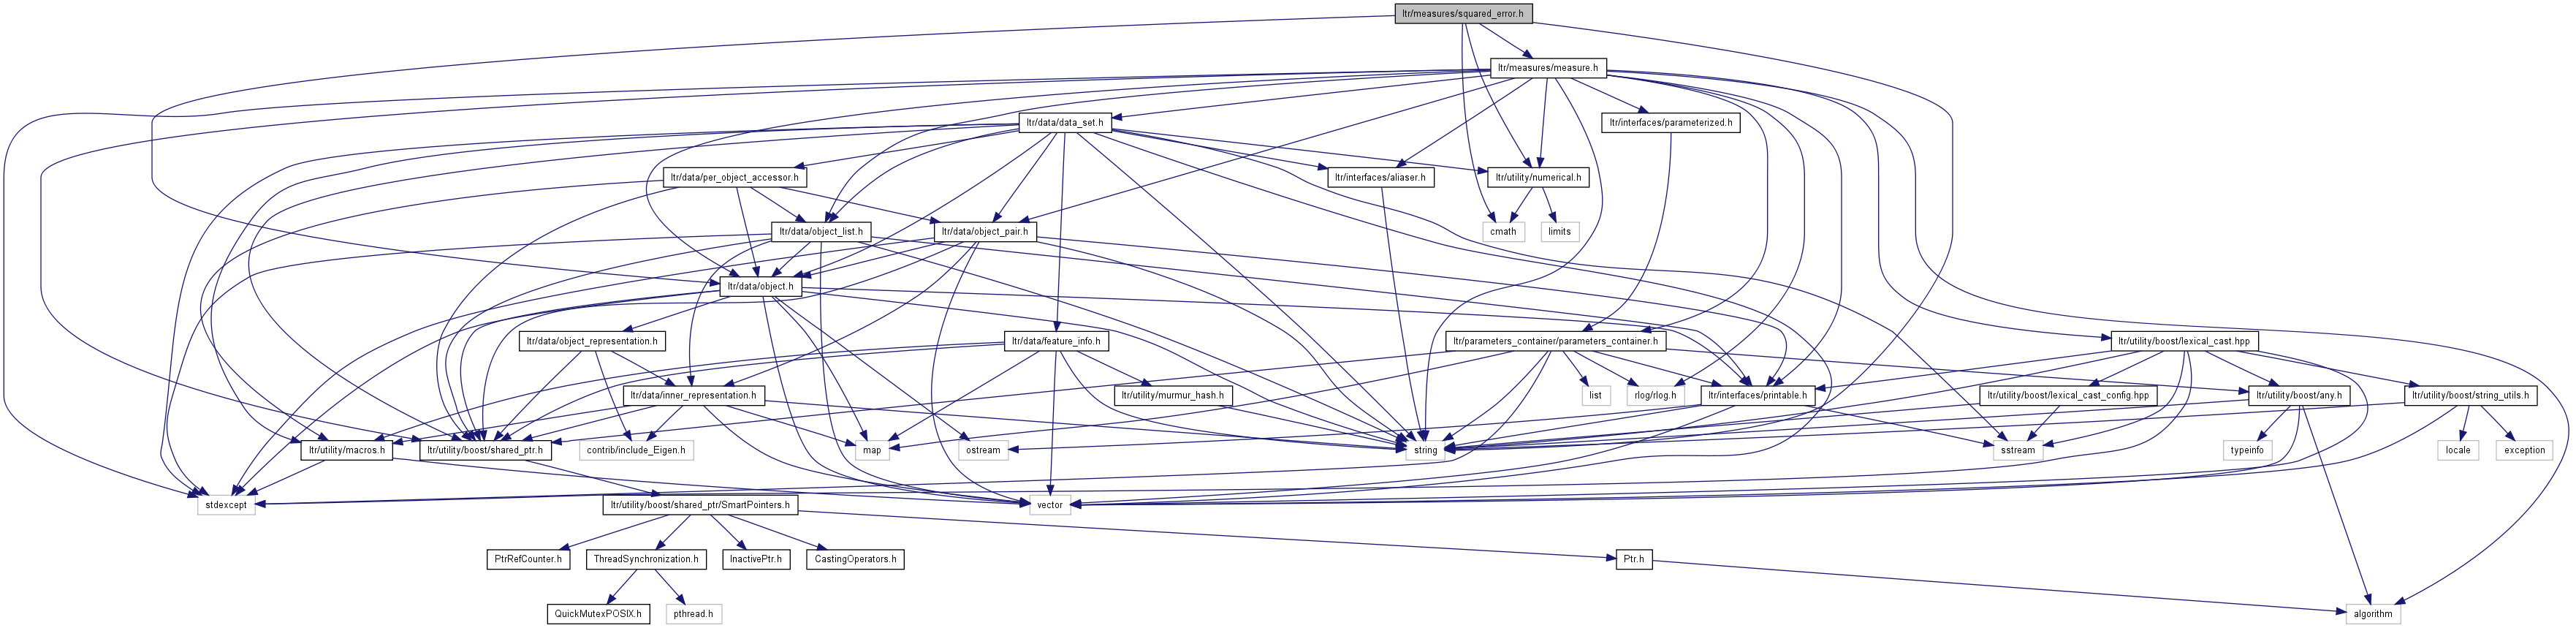 ltr/measures/squared_error.h
ltr/measures/measure.h
ltr/data/data_set.h
ltr/interfaces/parameterized.h
ltr/data/per_object_accessor.h
ltr/interfaces/aliaser.h
ltr/utility/numerical.h
ltr/data/object_list.h
ltr/data/object_pair.h
cmath
limits
ltr/data/object.h
ltr/data/object_representation.h
ltr/data/feature_info.h
ltr/parameters_container/parameters_container.h
ltr/utility/boost/lexical_cast.hpp
ltr/data/inner_representation.h
ltr/utility/murmur_hash.h
list
rlog/rlog.h
ltr/interfaces/printable.h
ltr/utility/boost/lexical_cast_config.hpp
ltr/utility/boost/any.h
ltr/utility/boost/string_utils.h
ltr/utility/macros.h
ltr/utility/boost/shared_ptr.h
contrib/include_Eigen.h
map
ostream
string
sstream
typeinfo
locale
exception
stdexcept
ltr/utility/boost/shared_ptr/SmartPointers.h
vector
PtrRefCounter.h
ThreadSynchronization.h
InactivePtr.h
CastingOperators.h
Ptr.h
QuickMutexPOSIX.h
pthread.h
algorithm